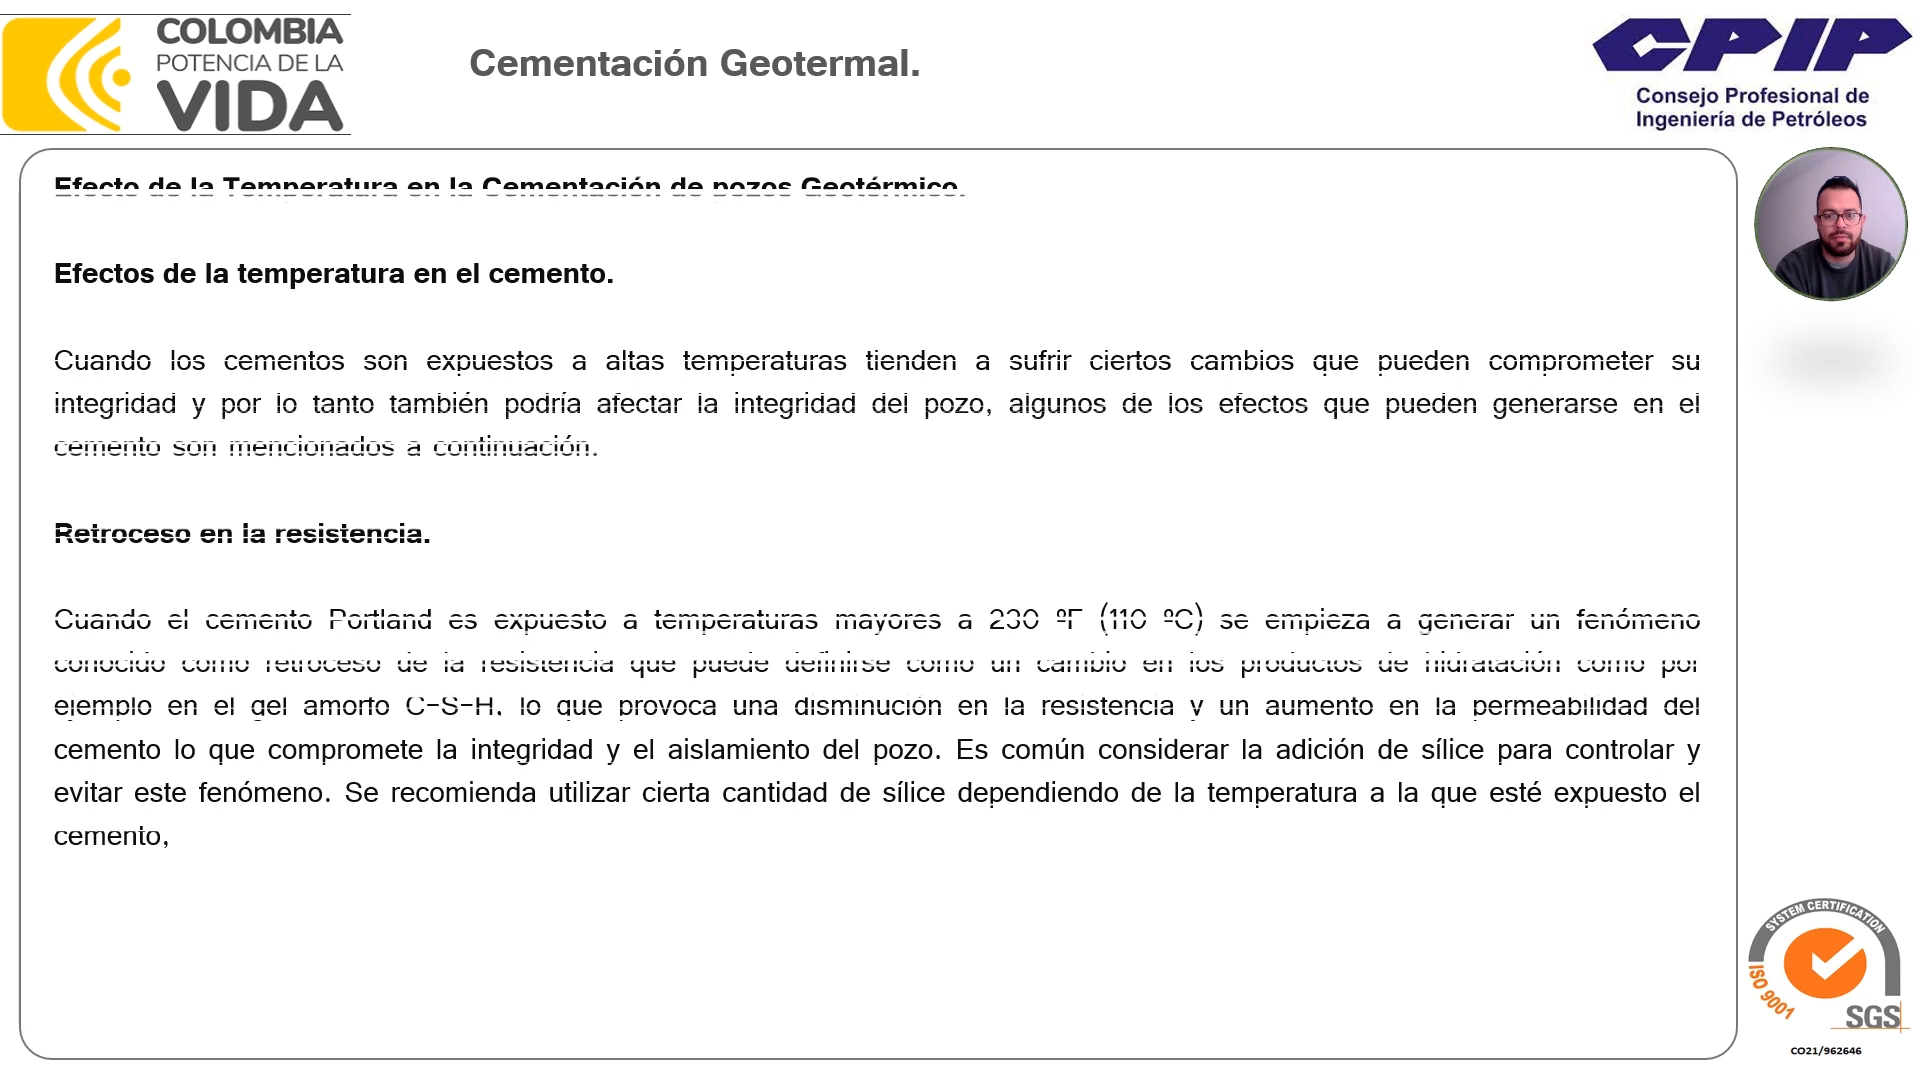 COLOMBIA
POTENCIA DE LA
VIDA
Cementación Geotermal.
CPIP
Consejo Profesional de
Ingeniería de Petróleos
Efecto de la Temperatura en la Cementación de pozos Geotérmico.
Efectos de la temperatura en el cemento.
Cuando los cementos son expuestos a altas temperaturas tienden a sufrir ciertos cambios que pueden comprometer su
integridad y por lo tanto también podría afectar la integridad del pozo, algunos de los efectos que pueden generarse en el
cemento son mencionados a continuación.
Retroceso en la resistencia.
Cuando el cemento Portland es expuesto a temperaturas mayores a 230 ºF (110 ºC) se empieza a generar un fenómeno
conocido como retroceso de la resistencia que puede definirse como un cambio en los productos de hidratación como por
ejemplo en el gel amorfo C-S-H, lo que provoca una disminución en la resistencia y un aumento en la permeabilidad del
cemento lo que compromete la integridad y el aislamiento del pozo. Es común considerar la adición de sílice para controlar y
evitar este fenómeno. Se recomienda utilizar cierta cantidad de sílice dependiendo de la temperatura a la que esté expuesto el
cemento,
SYSTEM CERTIFICATION
ISO 9001
SGS
CO21/962646